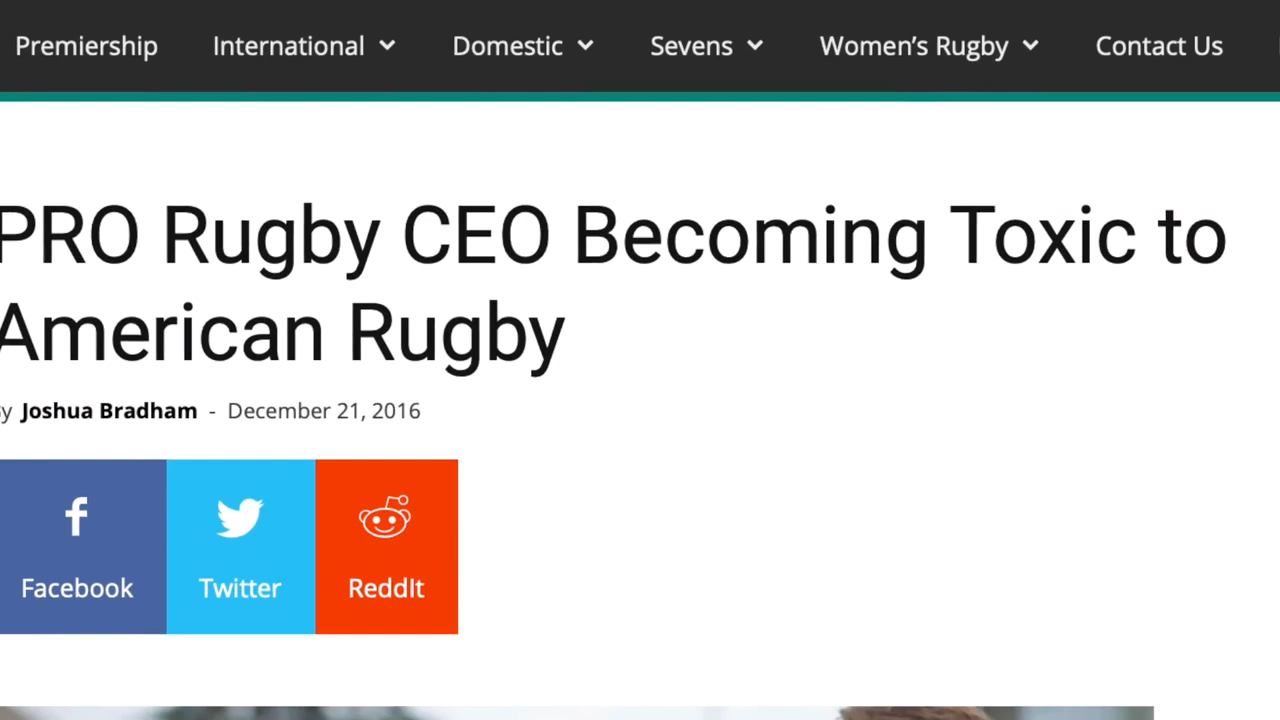 Premiership International Domestic Sevens Women’s Rugby Contact Us
PRO Rugby CEO Becoming Toxic to
American Rugby
By Joshua Bradham - December 21, 2016
Facebook Twitter ReddIt